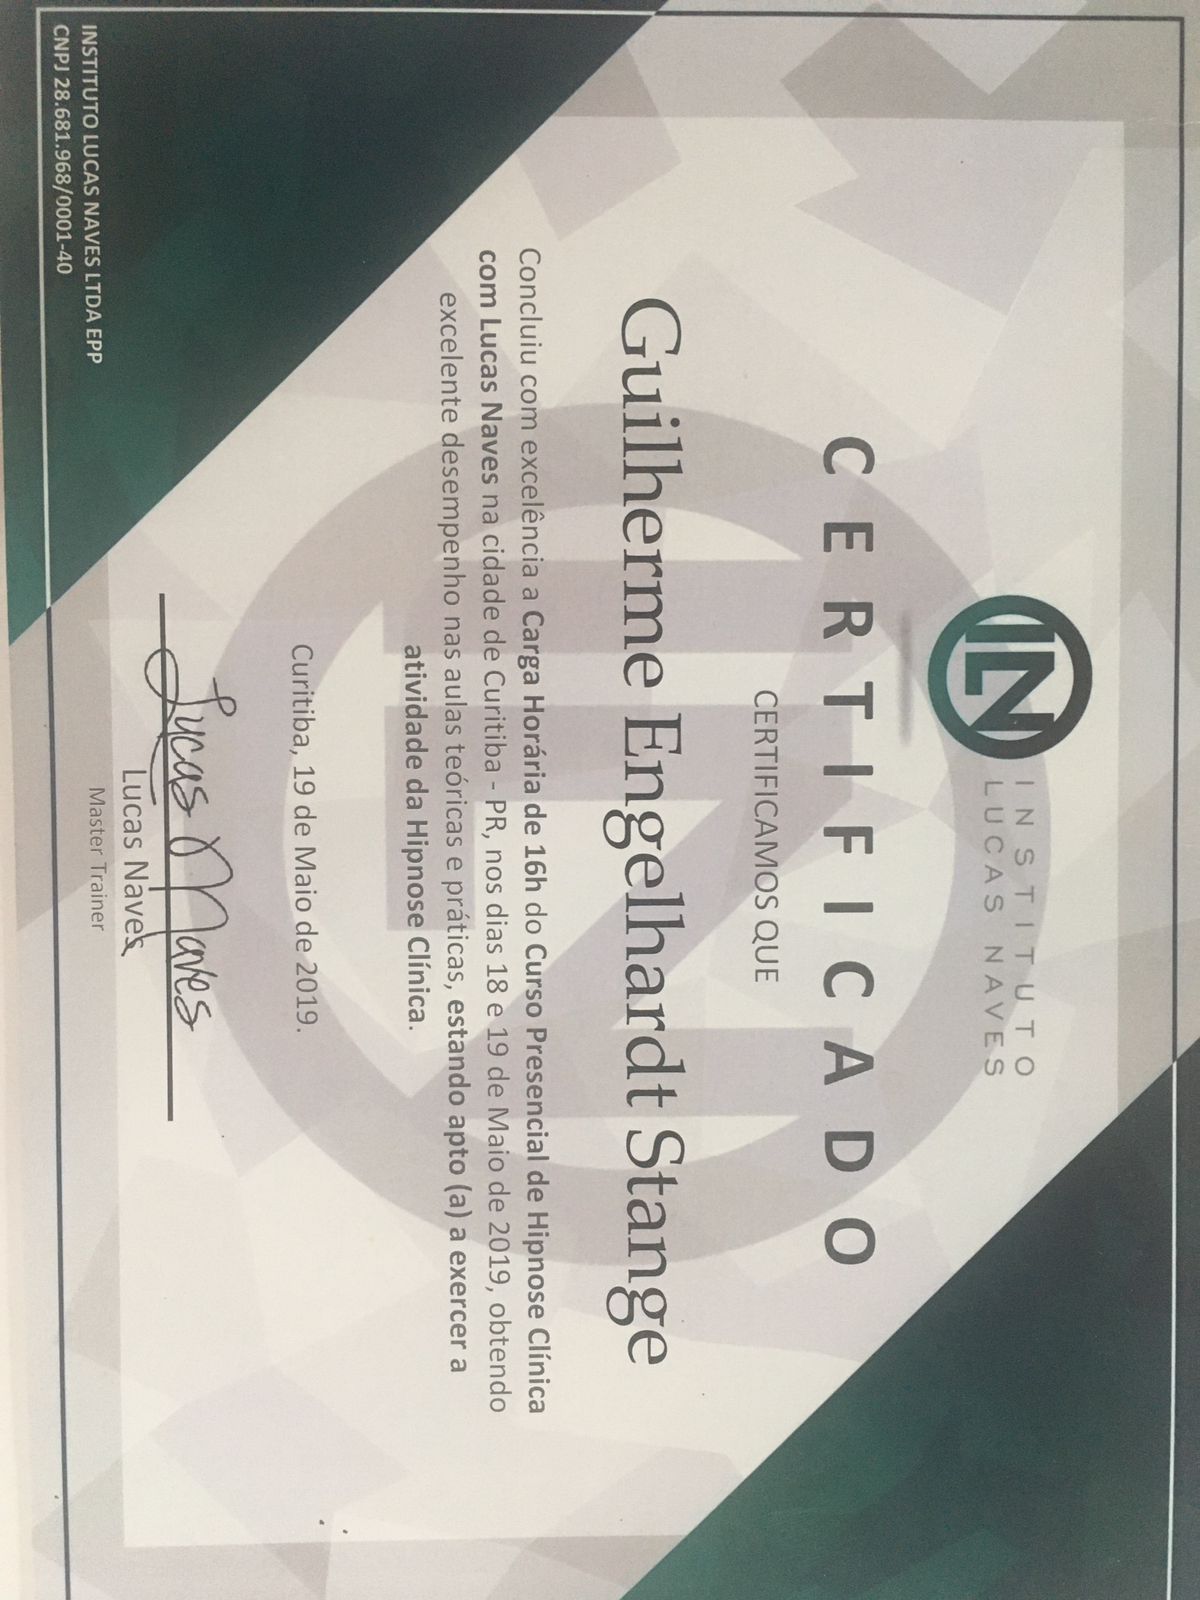 ILN
INSTITUTO
LUCAS NAVES
CERTIFICADO
CERTIFICAMOS QUE
Guilherme Engelhardt Stange
Concluiu com excelência a Carga Horária de 16h do Curso Presencial de Hipnose Clínica
com Lucas Naves na cidade de Curitiba - PR, nos dias 18 e 19 de Maio de 2019, obtendo
excelente desempenho nas aulas teóricas e práticas, estando apto (a) a exercer a
atividade da Hipnose Clínica.
Curitiba, 19 de Maio de 2019.
Lucas Naves
Lucas Naves
Master Trainer
INSTITUTO LUCAS NAVES LTDA EPP
CNPJ 28.681.968/0001-40